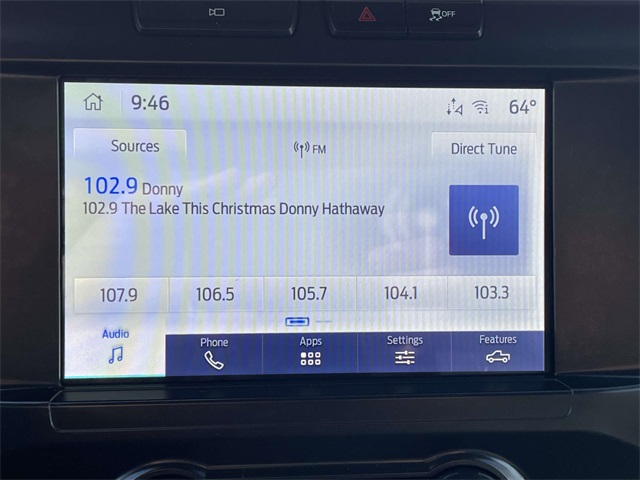 OFF
9:46
64°
Sources
FM
Direct Tune
102.9 Donny
102.9 The Lake This Christmas Donny Hathaway
107.9 106.5 105.7 104.1 103.3
Audio
Phone
Apps
Settings
Features